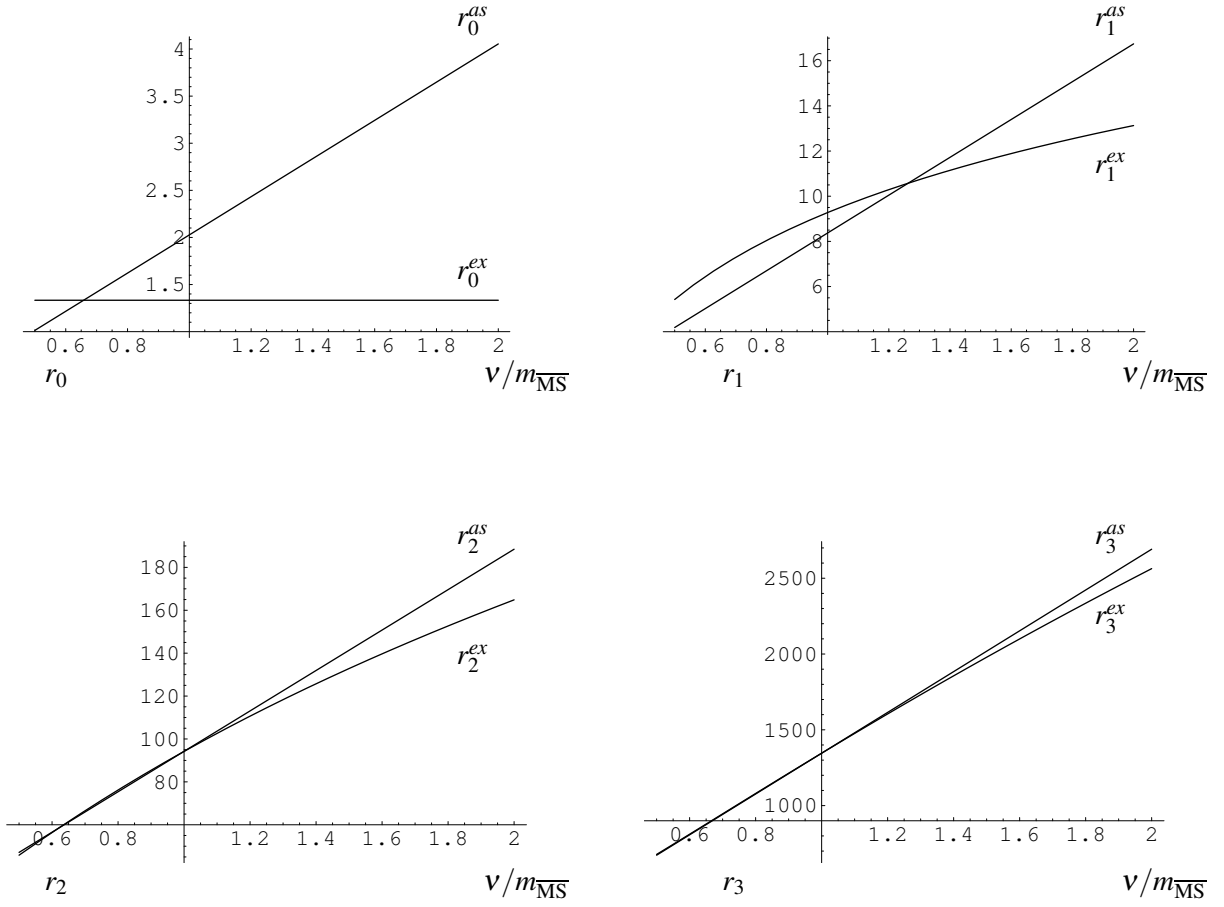 r_0^{as}
4
3.5
3
2.5
2
1.5
r_0^{ex}
0.6 0.8 1.2 1.4 1.6 1.8 2
r_0 ν/m_{\overline{MS}}
r_1^{as}
16
14
12
10
8
6
r_1^{ex}
0.6 0.8 1.2 1.4 1.6 1.8 2
r_1 ν/m_{\overline{MS}}
r_2^{as}
180
160
140
120
100
80
r_2^{ex}
0.6 0.8 1.2 1.4 1.6 1.8 2
r_2 ν/m_{\overline{MS}}
r_3^{as}
2500
2000
1500
1000
900
r_3^{ex}
0.6 0.8 1.2 1.4 1.6 1.8 2
r_3 ν/m_{\overline{MS}}